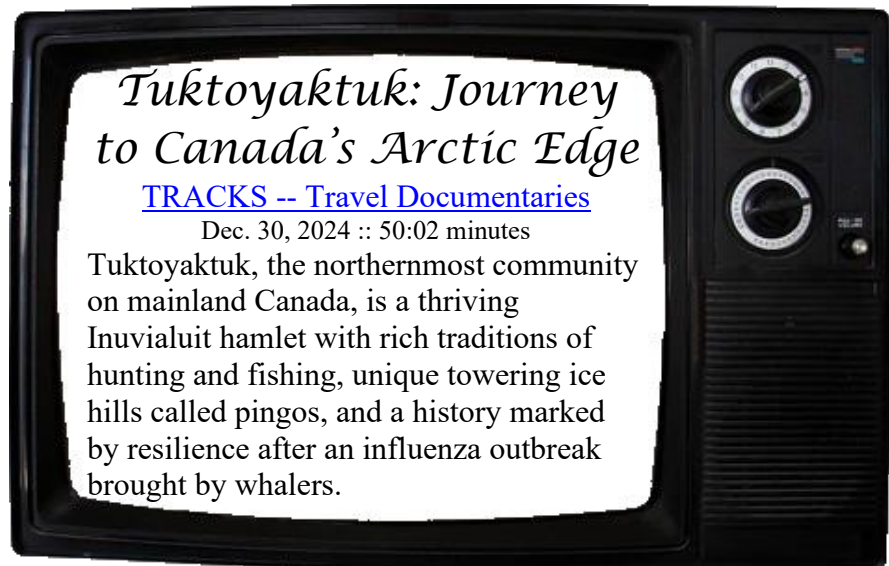 Tuktoyaktuk: Journey
to Canada's Arctic Edge
TRACKS -- Travel Documentaries
Dec. 30, 2024 :: 50:02 minutes
Tuktoyaktuk, the northernmost community
on mainland Canada, is a thriving
Inuvialuit hamlet with rich traditions of
hunting and fishing, unique towering ice
hills called pingos, and a history marked
by resilience after an influenza outbreak
brought by whalers.